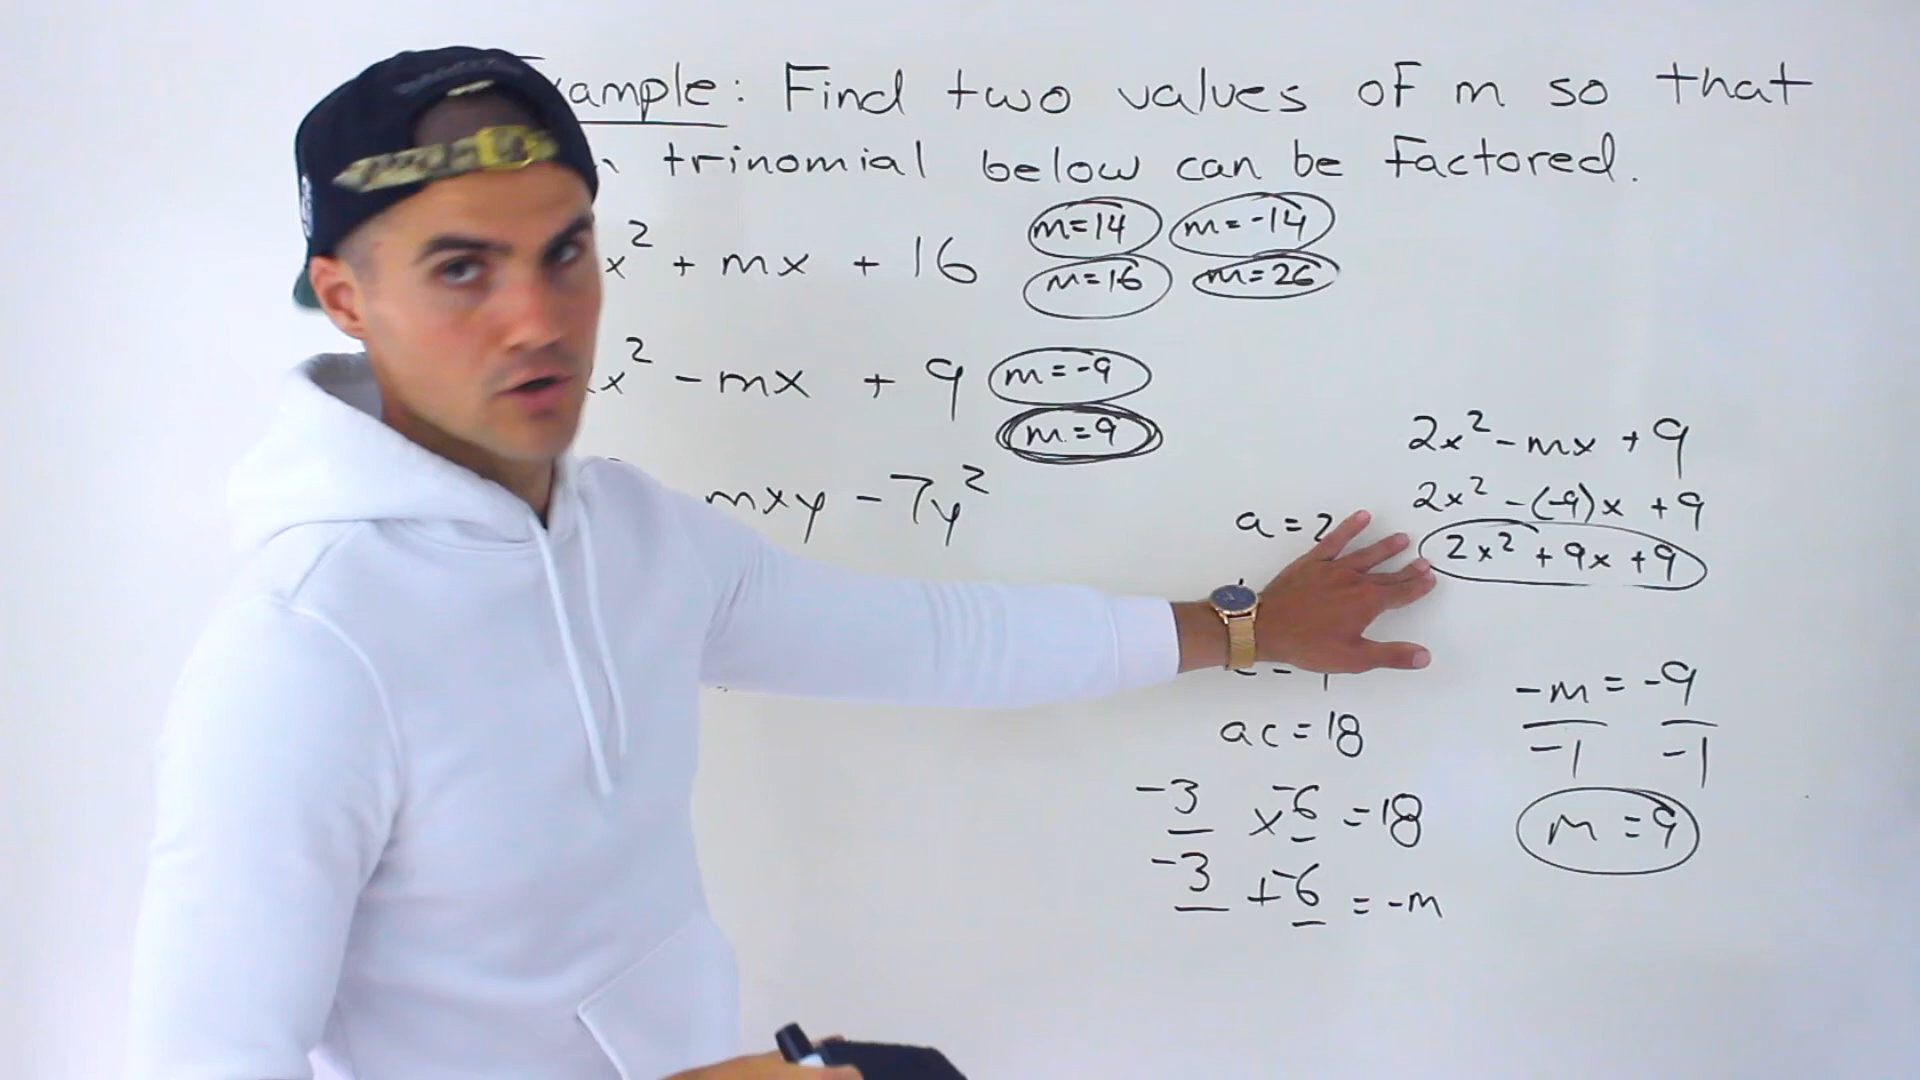 ample: Find two values of m so that
trinomial below can be factored.
x² + mx + 16
m=14 m=-14
m=16 m=26
x² - mx + 9
m=-9
m=9
mxy - 7y²
2x² - mx + 9
2x² - (-9)x + 9
2x² + 9x + 9
a = 2
ac = 18
-3 x -6 = 18
-3 + -6 = -m
-m = -9
-1 -1
m = 9